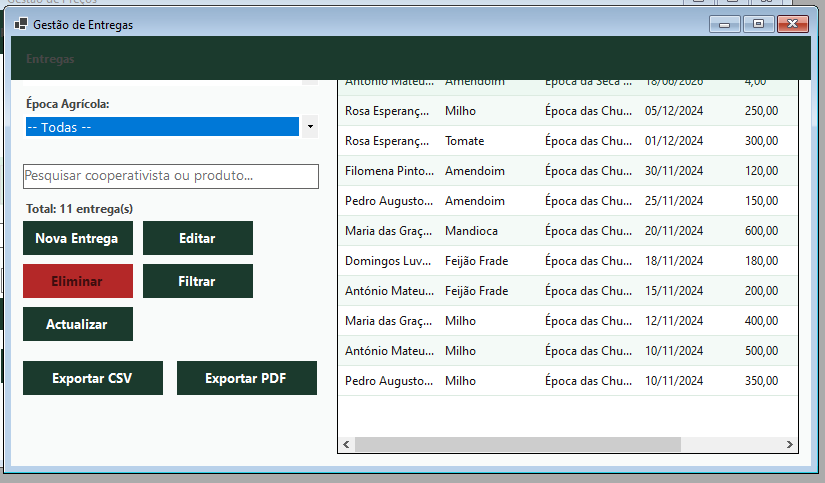 Gestão de Preços
Gestão de Entregas
Entregas
Época Agrícola:
-- Todas --
Pesquisar cooperativista ou produto...
Total: 11 entrega(s)
Nova Entrega
Editar
Eliminar
Filtrar
Actualizar
Exportar CSV
Exportar PDF
António Mateu... Amendoim Época da Seca ... 18/06/2026 4,00
Rosa Esperanç... Milho Época das Chu... 05/12/2024 250,00
Rosa Esperanç... Tomate Época das Chu... 01/12/2024 300,00
Filomena Pinto... Amendoim Época das Chu... 30/11/2024 120,00
Pedro Augusto... Amendoim Época das Chu... 25/11/2024 150,00
Maria das Graç... Mandioca Época das Chu... 20/11/2024 600,00
Domingos Luv... Feijão Frade Época das Chu... 18/11/2024 180,00
António Mateu... Feijão Frade Época das Chu... 15/11/2024 200,00
Maria das Graç... Milho Época das Chu... 12/11/2024 400,00
António Mateu... Milho Época das Chu... 10/11/2024 500,00
Pedro Augusto... Milho Época das Chu... 10/11/2024 350,00